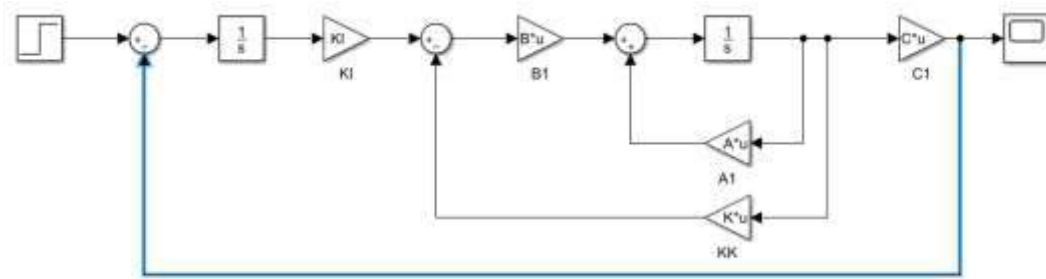 +
−
1
s
KI
KI
+
−
B*u
B1
+
+
1
s
C*u
C1
A*u
A1
K*u
KK